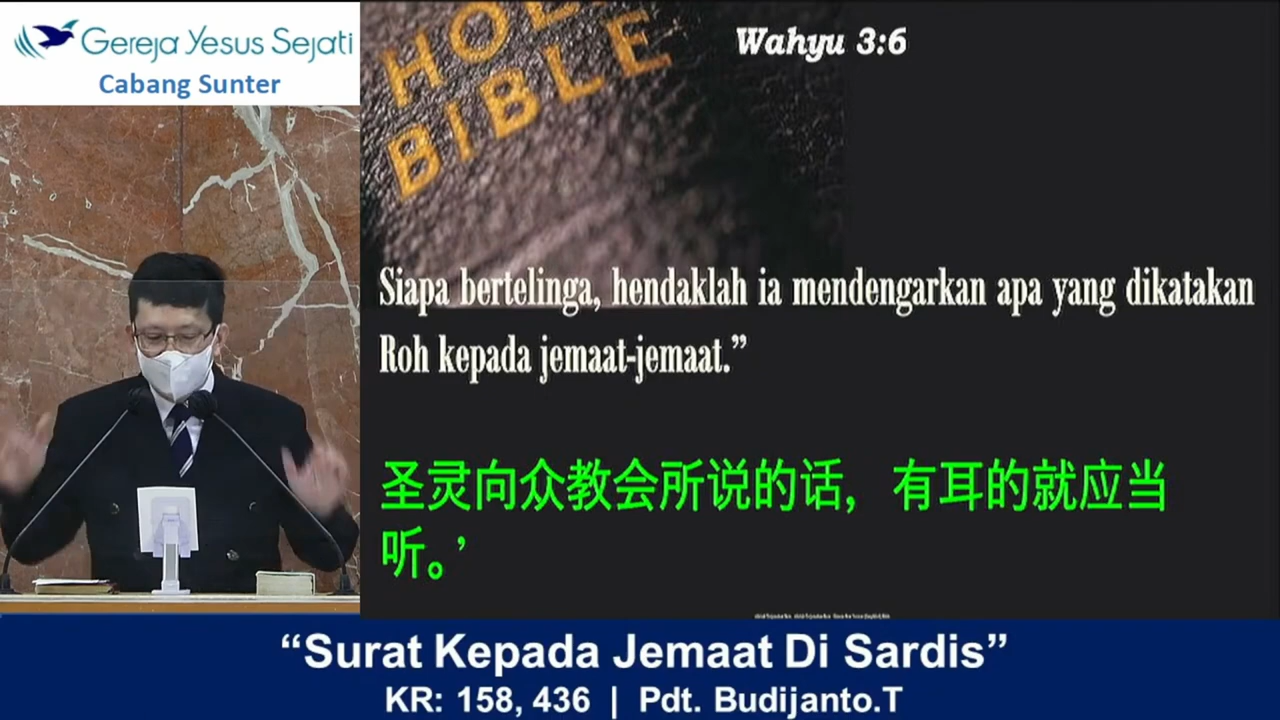 Gereja Yesus Sejati
Cabang Sunter
HOLY
BIBLE
Wahyu 3:6
Siapa bertelinga, hendaklah ia mendengarkan apa yang dikatakan
Roh kepada jemaat-jemaat.”
圣灵向众教会所说的话，有耳的就应当
听。’
“Surat Kepada Jemaat Di Sardis”
KR: 158, 436 | Pdt. Budijanto.T